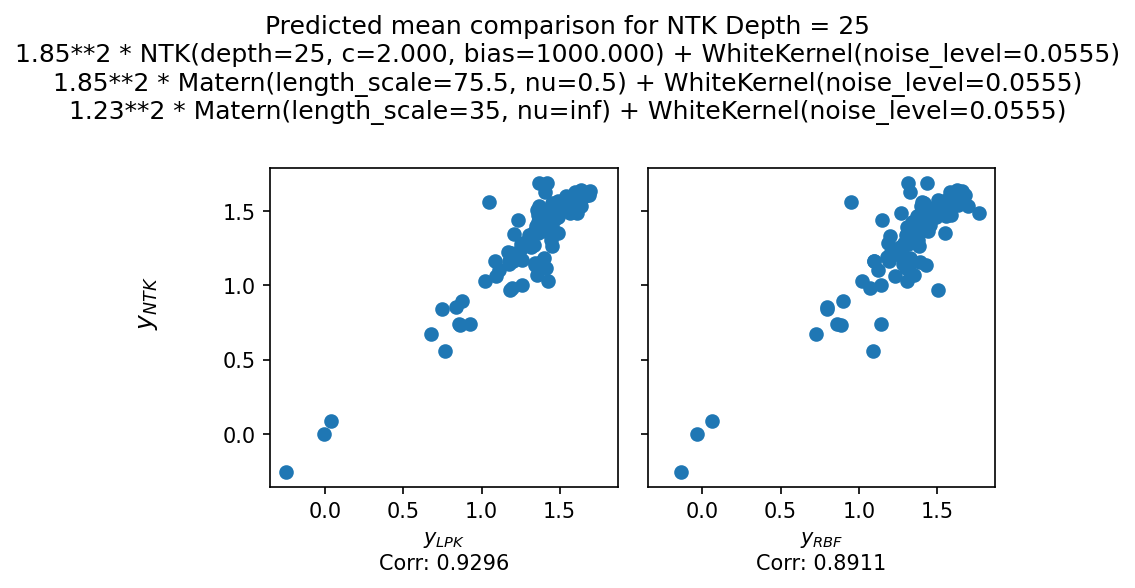 Predicted mean comparison for NTK Depth = 25
1.85**2 * NTK(depth=25, c=2.000, bias=1000.000) + WhiteKernel(noise_level=0.0555)
1.85**2 * Matern(length_scale=75.5, nu=0.5) + WhiteKernel(noise_level=0.0555)
1.23**2 * Matern(length_scale=35, nu=inf) + WhiteKernel(noise_level=0.0555)
y_NTK
1.5
1.0
0.5
0.0
0.0 0.5 1.0 1.5
0.0 0.5 1.0 1.5
y_LPK
y_RBF
Corr: 0.9296
Corr: 0.8911